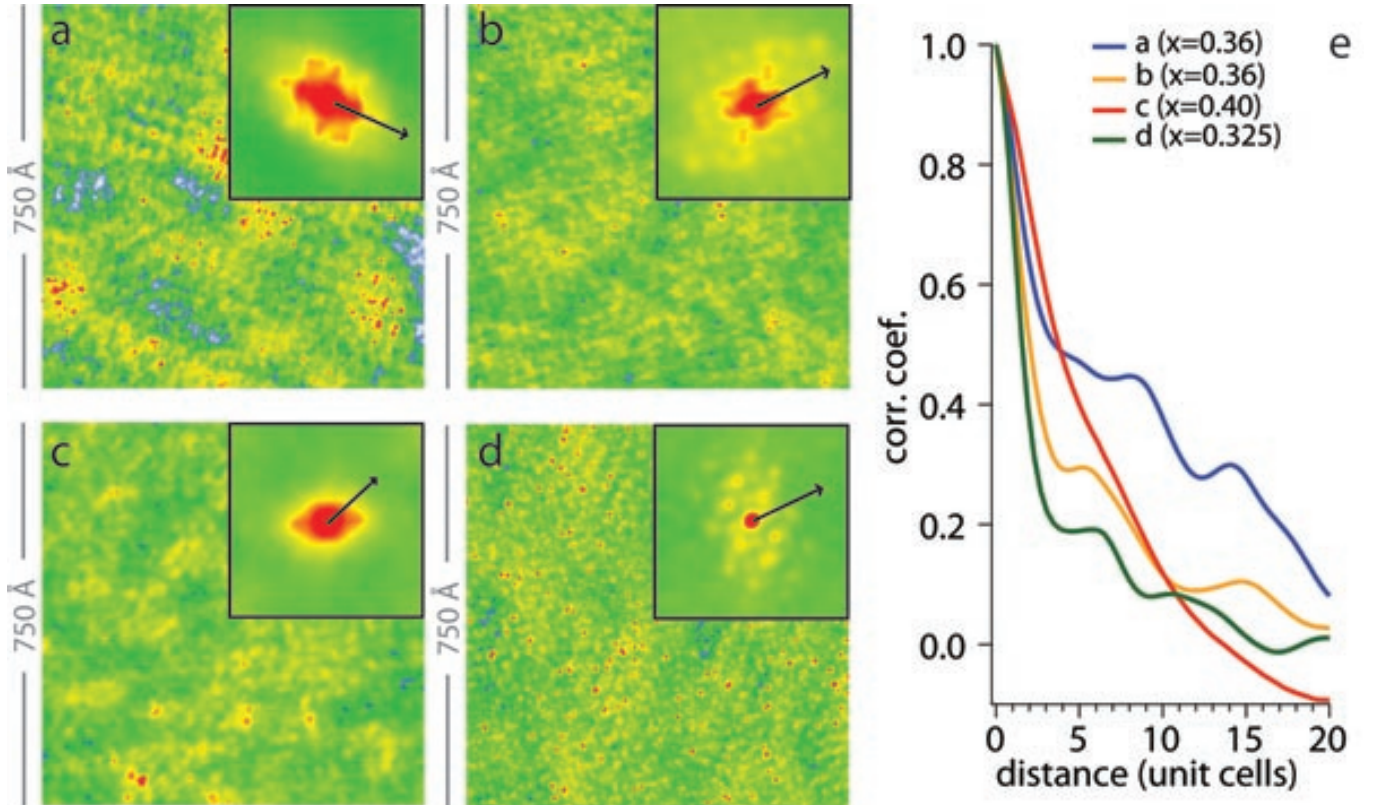 a
b
750 Å
750 Å
c
d
750 Å
750 Å
e
a (x=0.36)
b (x=0.36)
c (x=0.40)
d (x=0.325)
corr. coef.
1.0
0.8
0.6
0.4
0.2
0.0
0 5 10 15 20
distance (unit cells)